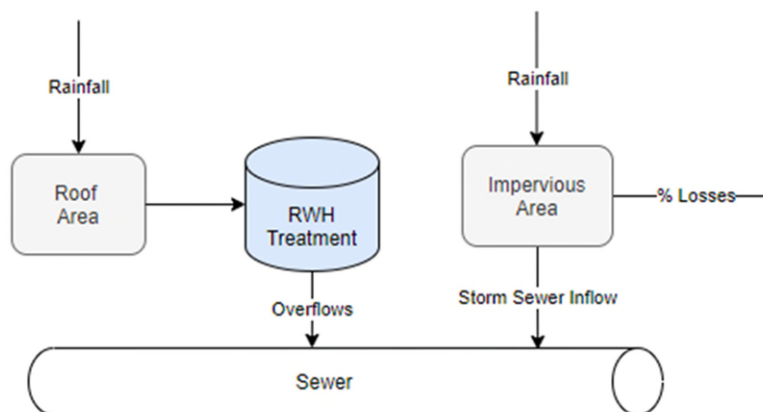 Rainfall
Rainfall
Roof
Area
RWH
Treatment
Impervious
Area
% Losses
Overflows
Storm Sewer Inflow
Sewer